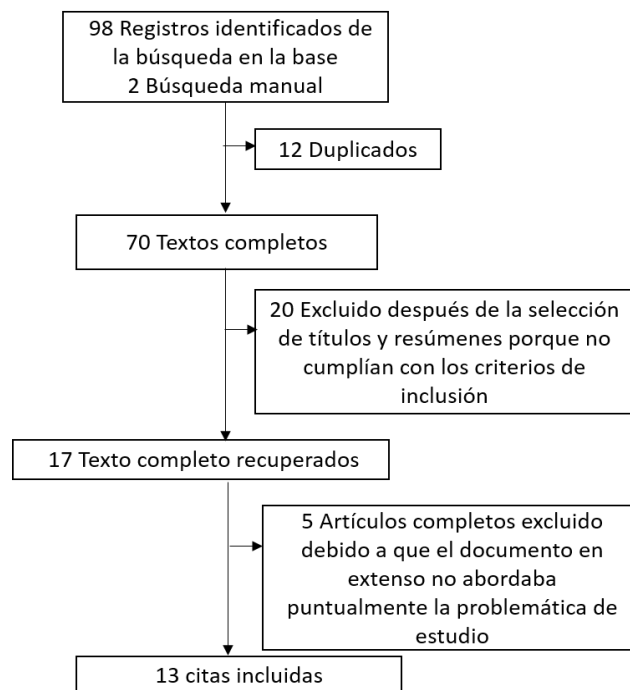 98 Registros identificados de
la búsqueda en la base
2 Búsqueda manual
12 Duplicados
70 Textos completos
20 Excluido después de la selección
de títulos y resúmenes porque no
cumplían con los criterios de
inclusión
17 Texto completo recuperados
5 Artículos completos excluido
debido a que el documento en
extenso no abordaba
puntualmente la problemática de
estudio
13 citas incluidas